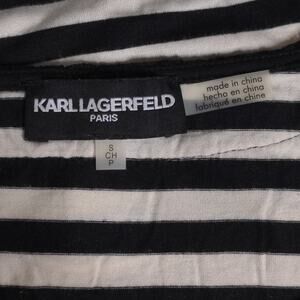 KARL LAGERFELD
PARIS
made in china
hecho en china
fabriqué en chine
S
CH
P